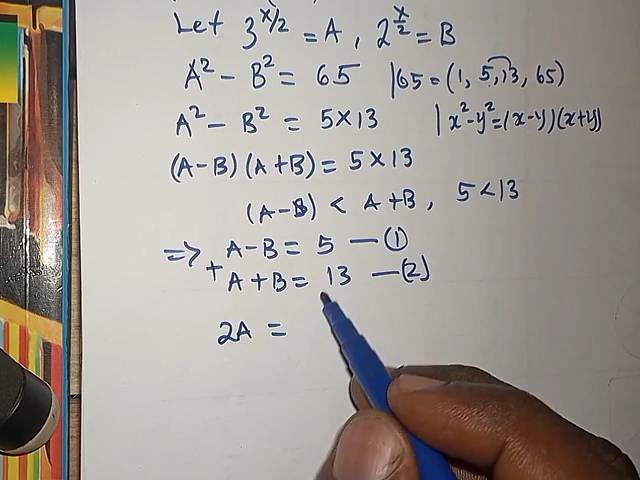 Let 3^{x/2} = A , 2^{x/2} = B
A² - B² = 65 |65 = (1, 5, 13, 65)
A² - B² = 5×13 | x²-y²=(x-y)(x+y)
(A-B)(A+B) = 5×13
(A-B) < A+B , 5<13
=> A-B = 5 —(1)
+ A+B = 13 —(2)
2A =